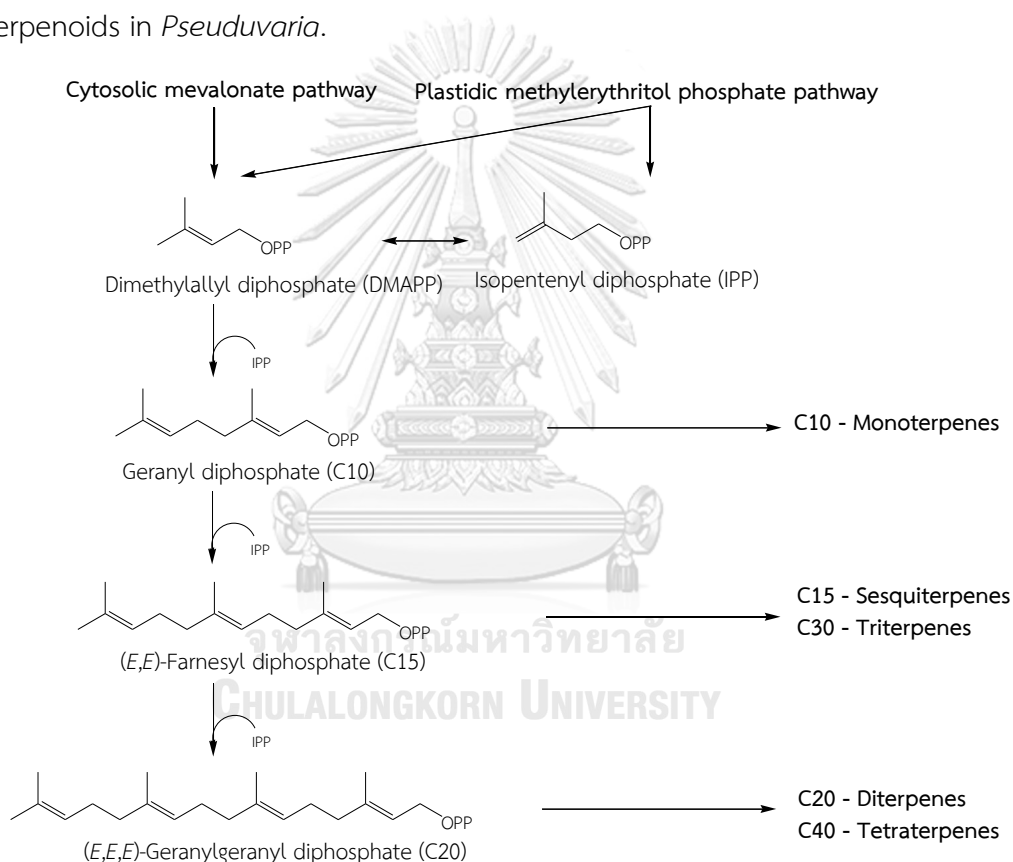 erpenoids in Pseuduvaria.
Cytosolic mevalonate pathway Plastidic methylerythritol phosphate pathway
OPP OPP
Dimethylallyl diphosphate (DMAPP) Isopentenyl diphosphate (IPP)
IPP
OPP C10 - Monoterpenes
Geranyl diphosphate (C10)
IPP
C15 - Sesquiterpenes
OPP C30 - Triterpenes
จุฬาลงกรณ์มหาวิทยาลัย
(E,E)-Farnesyl diphosphate (C15)
CHULALONGKORN UNIVERSITY
IPP
C20 - Diterpenes
OPP C40 - Tetraterpenes
(E,E,E)-Geranylgeranyl diphosphate (C20)